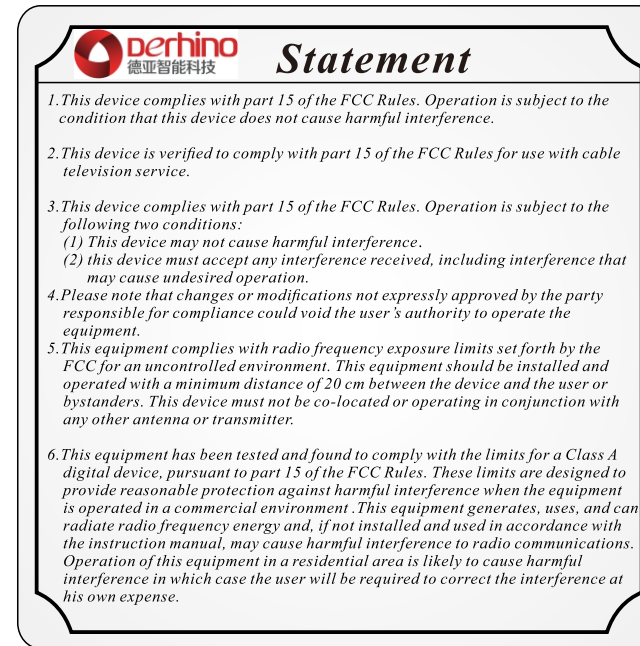 Derhino
德亚智能科技
Statement
1.This device complies with part 15 of the FCC Rules. Operation is subject to the
condition that this device does not cause harmful interference.
2.This device is verified to comply with part 15 of the FCC Rules for use with cable
television service.
3.This device complies with part 15 of the FCC Rules. Operation is subject to the
following two conditions:
(1) This device may not cause harmful interference.
(2) this device must accept any interference received, including interference that
may cause undesired operation.
4.Please note that changes or modifications not expressly approved by the party
responsible for compliance could void the user's authority to operate the
equipment.
5.This equipment complies with radio frequency exposure limits set forth by the
FCC for an uncontrolled environment. This equipment should be installed and
operated with a minimum distance of 20 cm between the device and the user or
bystanders. This device must not be co-located or operating in conjunction with
any other antenna or transmitter.
6.This equipment has been tested and found to comply with the limits for a Class A
digital device, pursuant to part 15 of the FCC Rules. These limits are designed to
provide reasonable protection against harmful interference when the equipment
is operated in a commercial environment .This equipment generates, uses, and can
radiate radio frequency energy and, if not installed and used in accordance with
the instruction manual, may cause harmful interference to radio communications.
Operation of this equipment in a residential area is likely to cause harmful
interference in which case the user will be required to correct the interference at
his own expense.